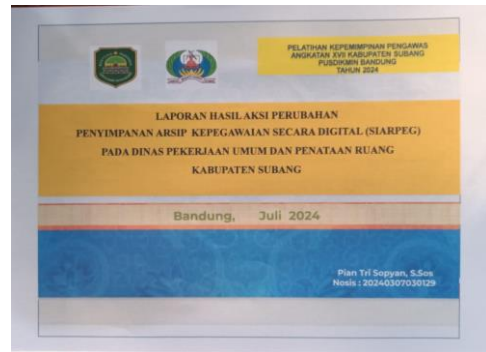 PELATIHAN KEPEMIMPINAN PENGAWAS
ANGKATAN XVII KABUPATEN SUBANG
PUSDIKMIN BANDUNG
TAHUN 2024
LAPORAN HASIL AKSI PERUBAHAN
PENYIMPANAN ARSIP KEPEGAWAIAN SECARA DIGITAL (SIARPEG)
PADA DINAS PEKERJAAN UMUM DAN PENATAAN RUANG
KABUPATEN SUBANG
Bandung, Juli 2024
Pian Tri Sopyan, S.Sos
Nosis : 20240307030129